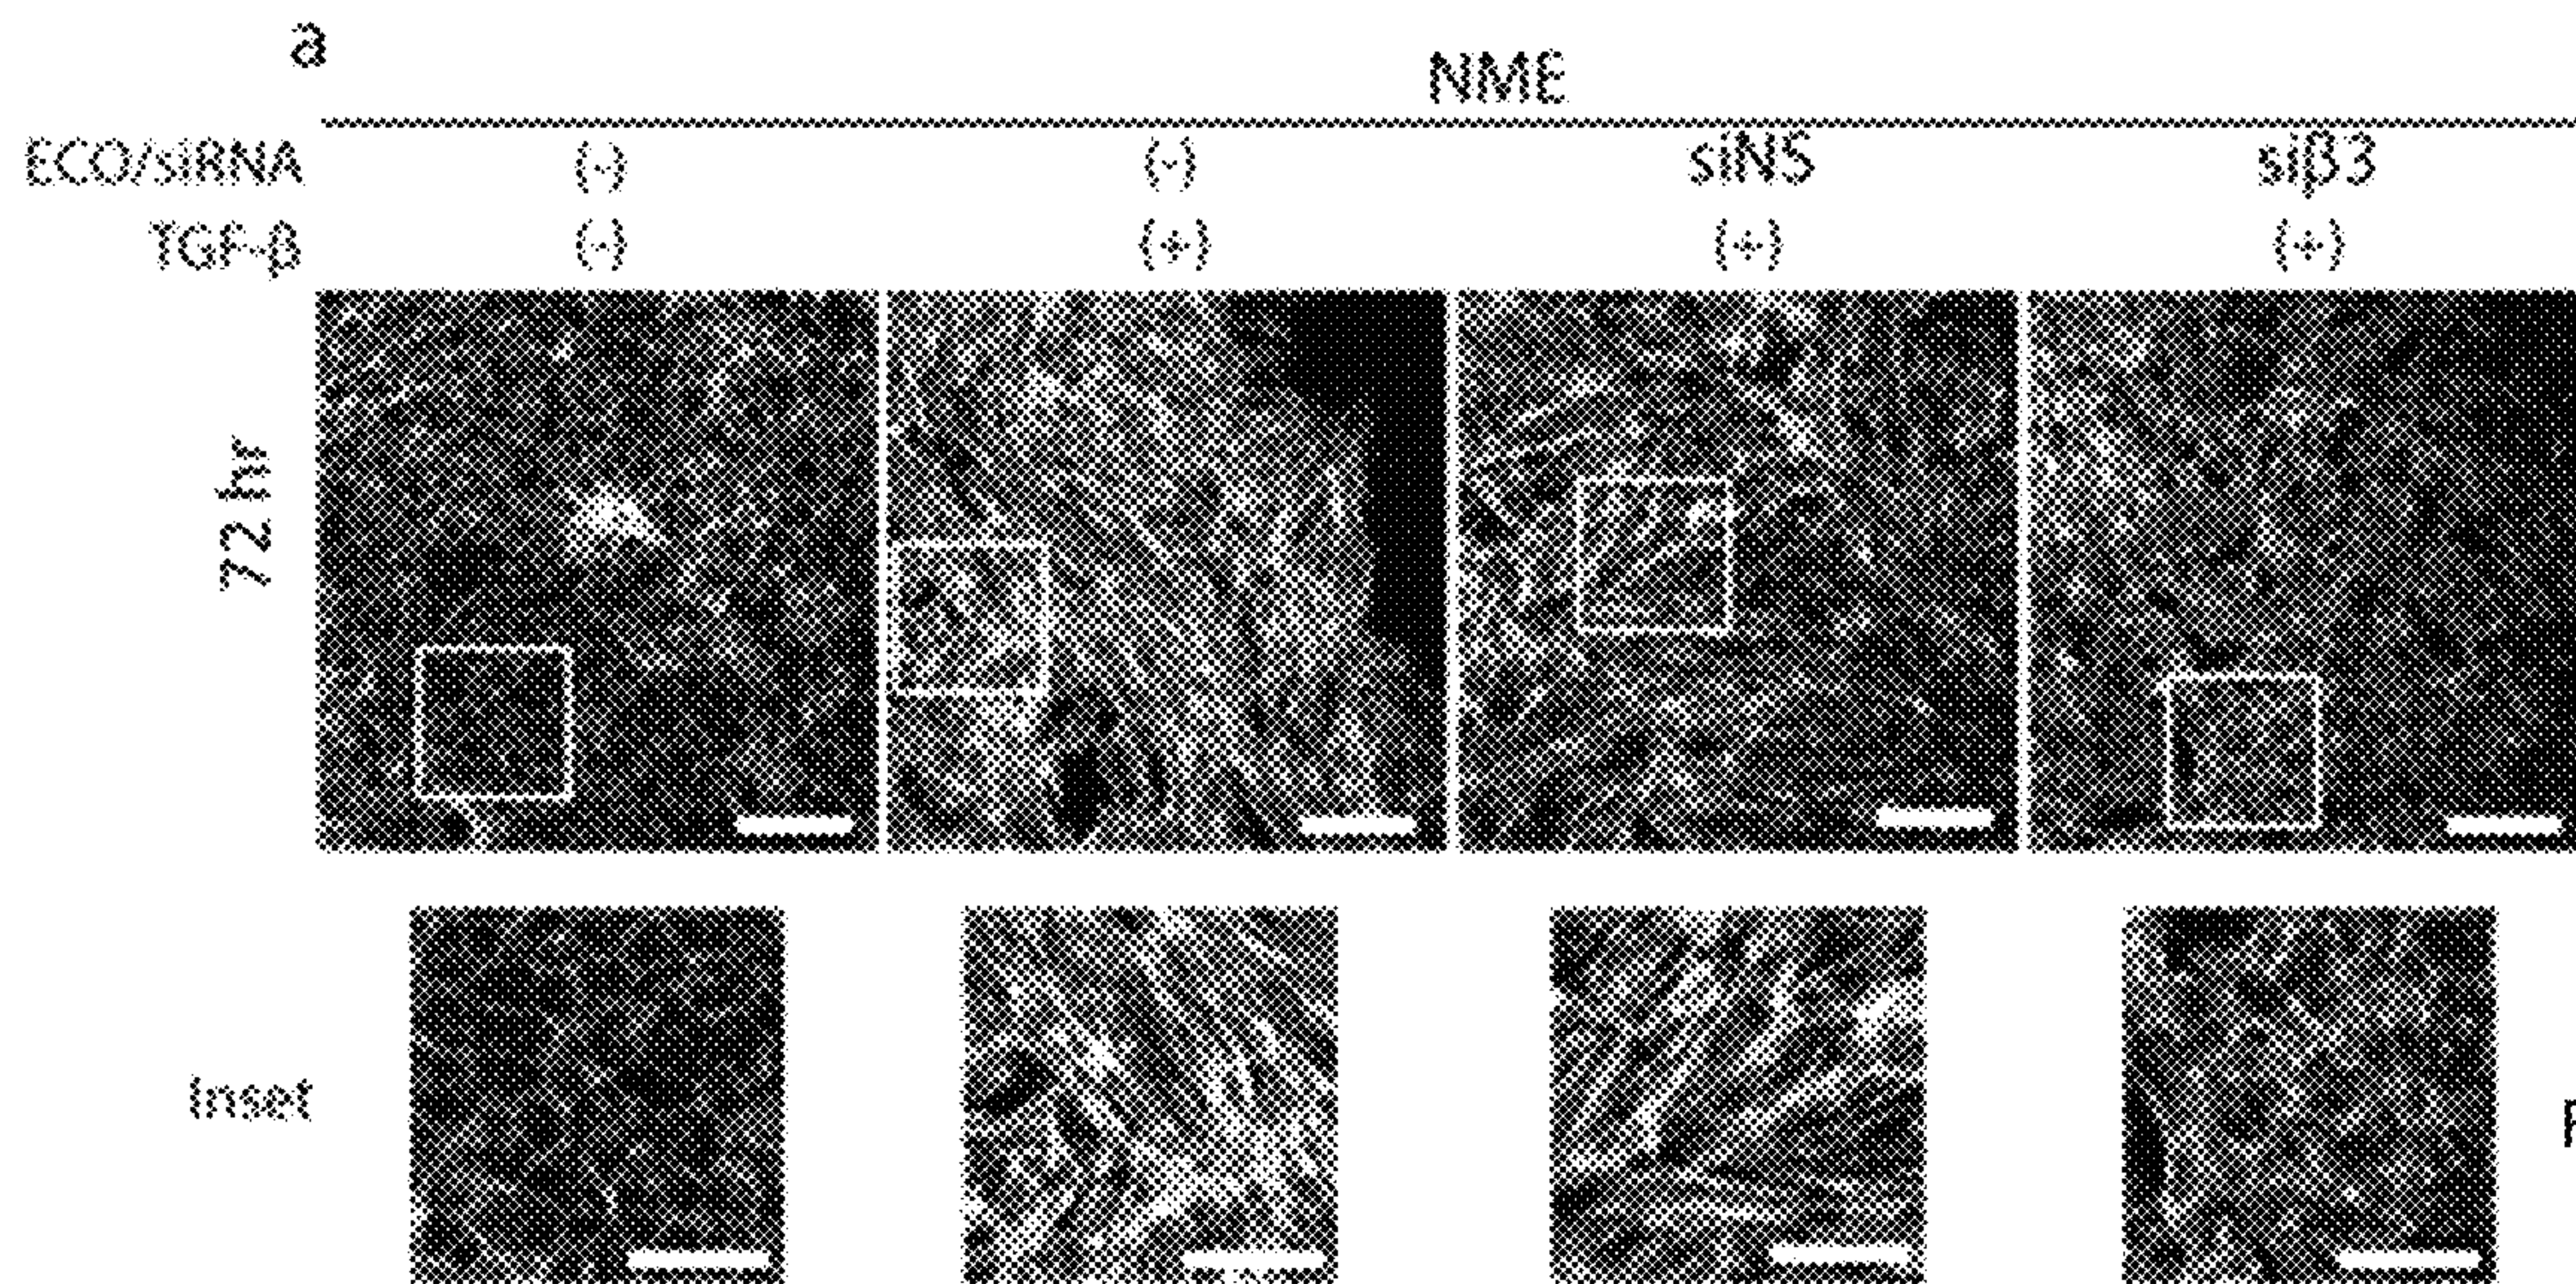 a
NME
ECO/siRNA (-) (-) siNS siβ3
TGF-β (-) (+) (+) (+)
72 hr
Inset